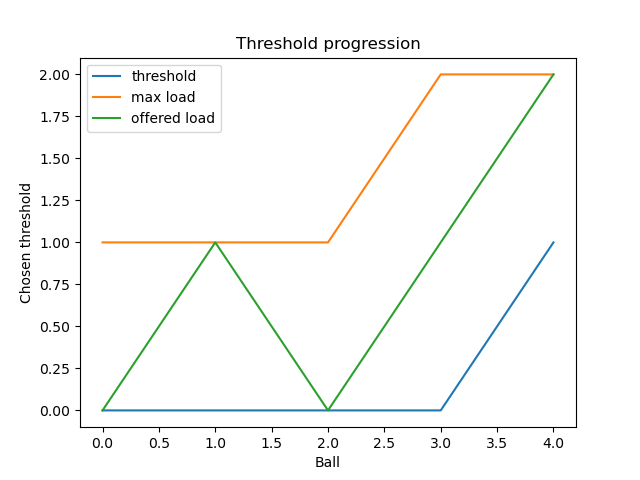 Threshold progression
threshold
max load
offered load
Chosen threshold
2.00
1.75
1.50
1.25
1.00
0.75
0.50
0.25
0.00
0.0 0.5 1.0 1.5 2.0 2.5 3.0 3.5 4.0
Ball